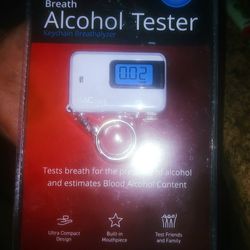 Breath
Alcohol Tester
Keychain Breathalyzer
0.02
Tests breath for the presence of alcohol
and estimates Blood Alcohol Content
Ultra Compact
Design
Built-in
Mouthpiece
Test Friends
and Family